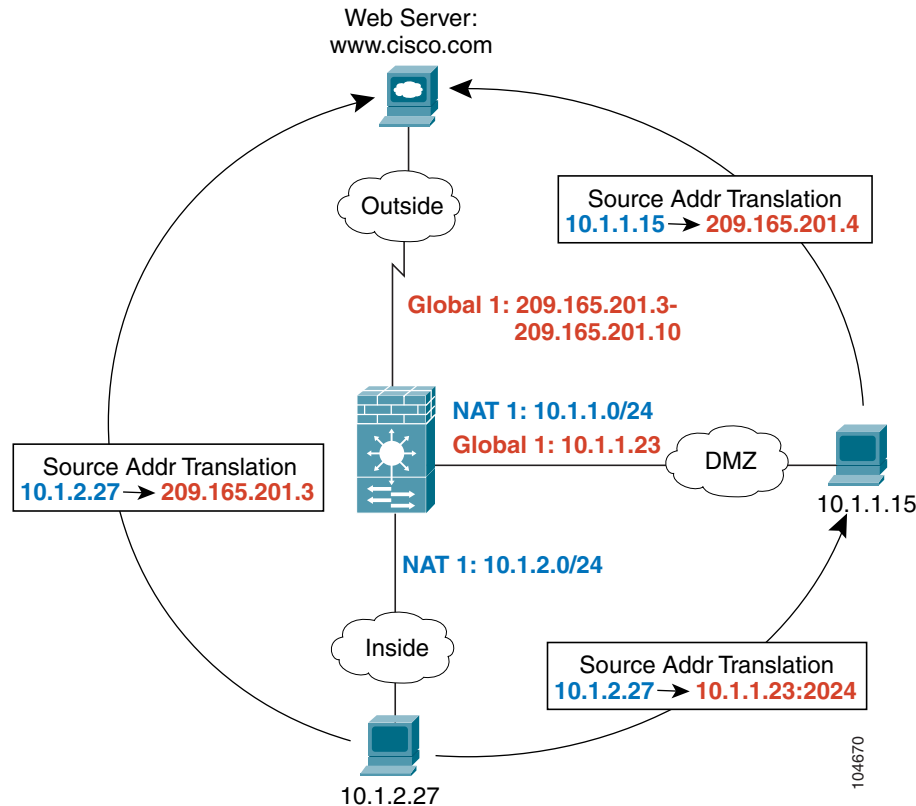 Web Server:
www.cisco.com
Outside
Source Addr Translation
10.1.1.15 → 209.165.201.4
Global 1: 209.165.201.3-
209.165.201.10
NAT 1: 10.1.1.0/24
Global 1: 10.1.1.23
DMZ
10.1.1.15
Source Addr Translation
10.1.2.27 → 209.165.201.3
NAT 1: 10.1.2.0/24
Inside
Source Addr Translation
10.1.2.27 → 10.1.1.23:2024
10.1.2.27
104670